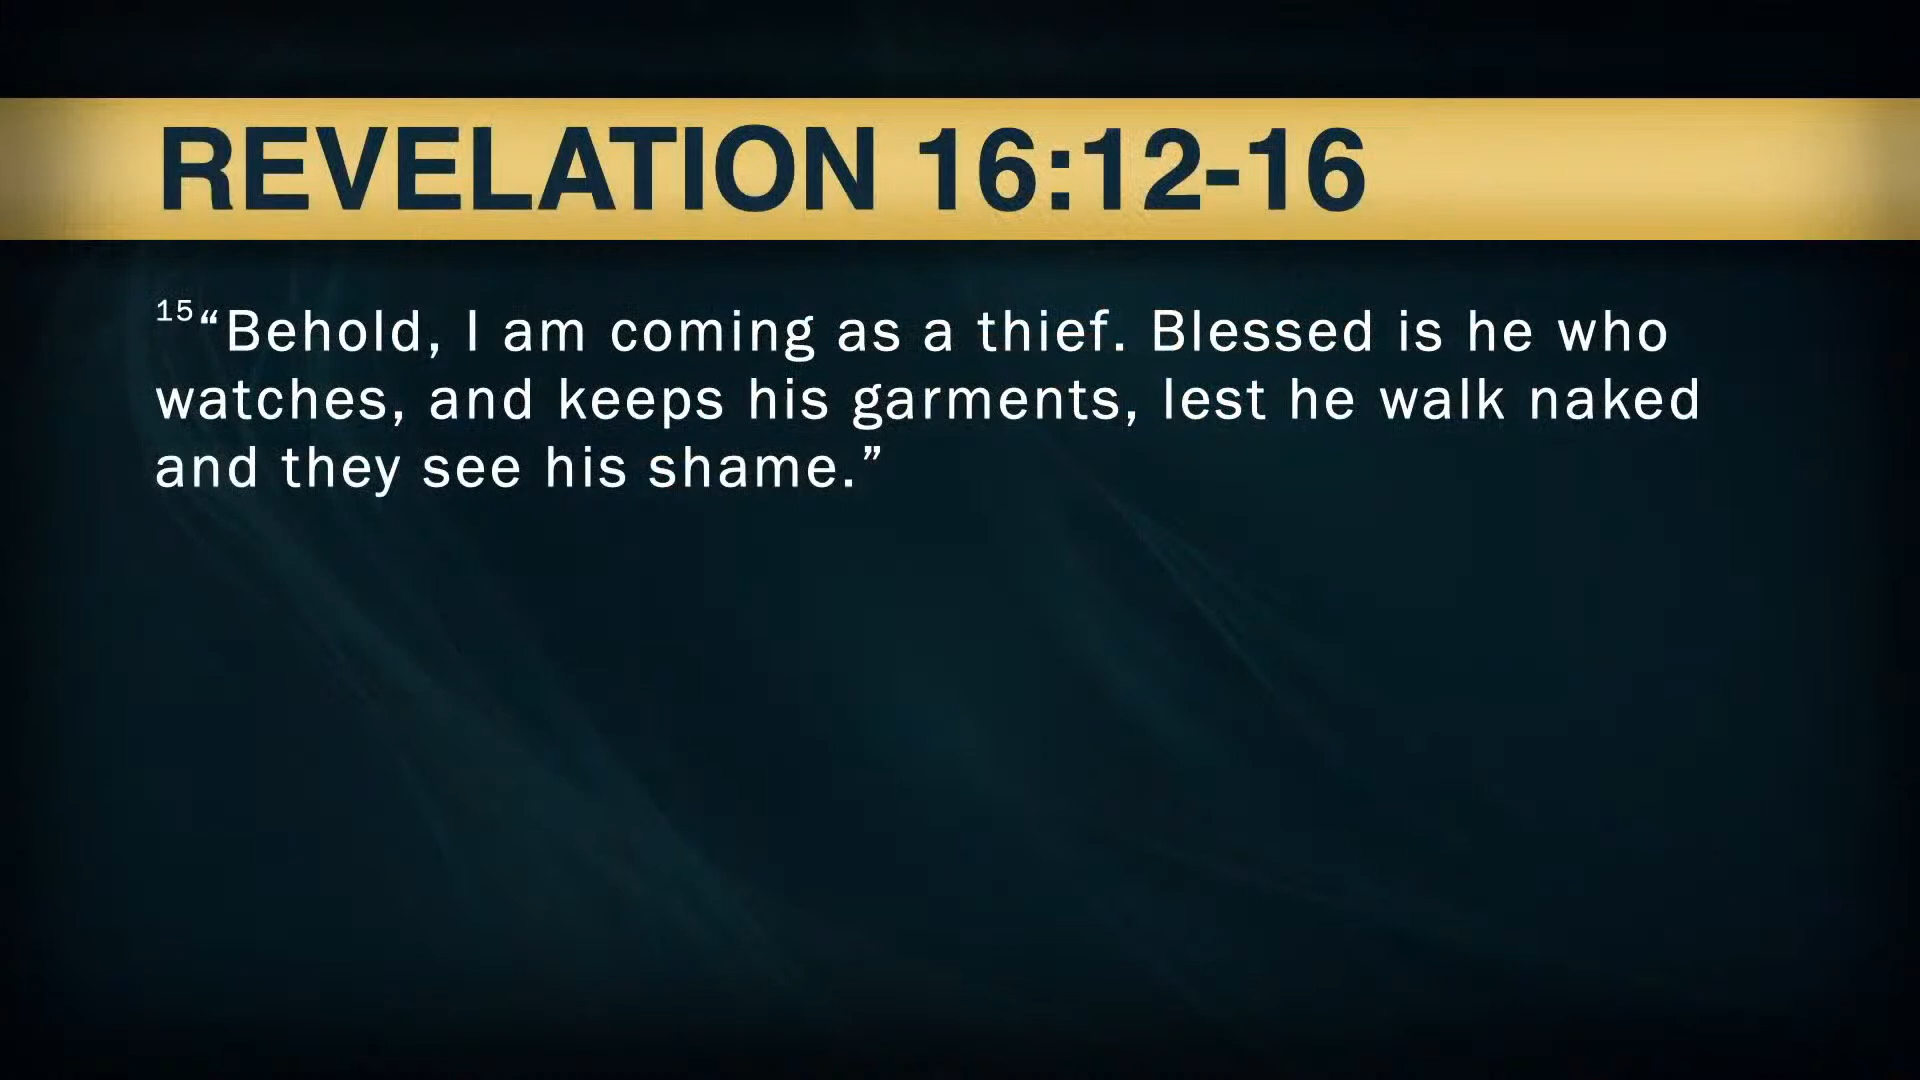 REVELATION 16:12-16
15“Behold, I am coming as a thief. Blessed is he who
watches, and keeps his garments, lest he walk naked
and they see his shame.”